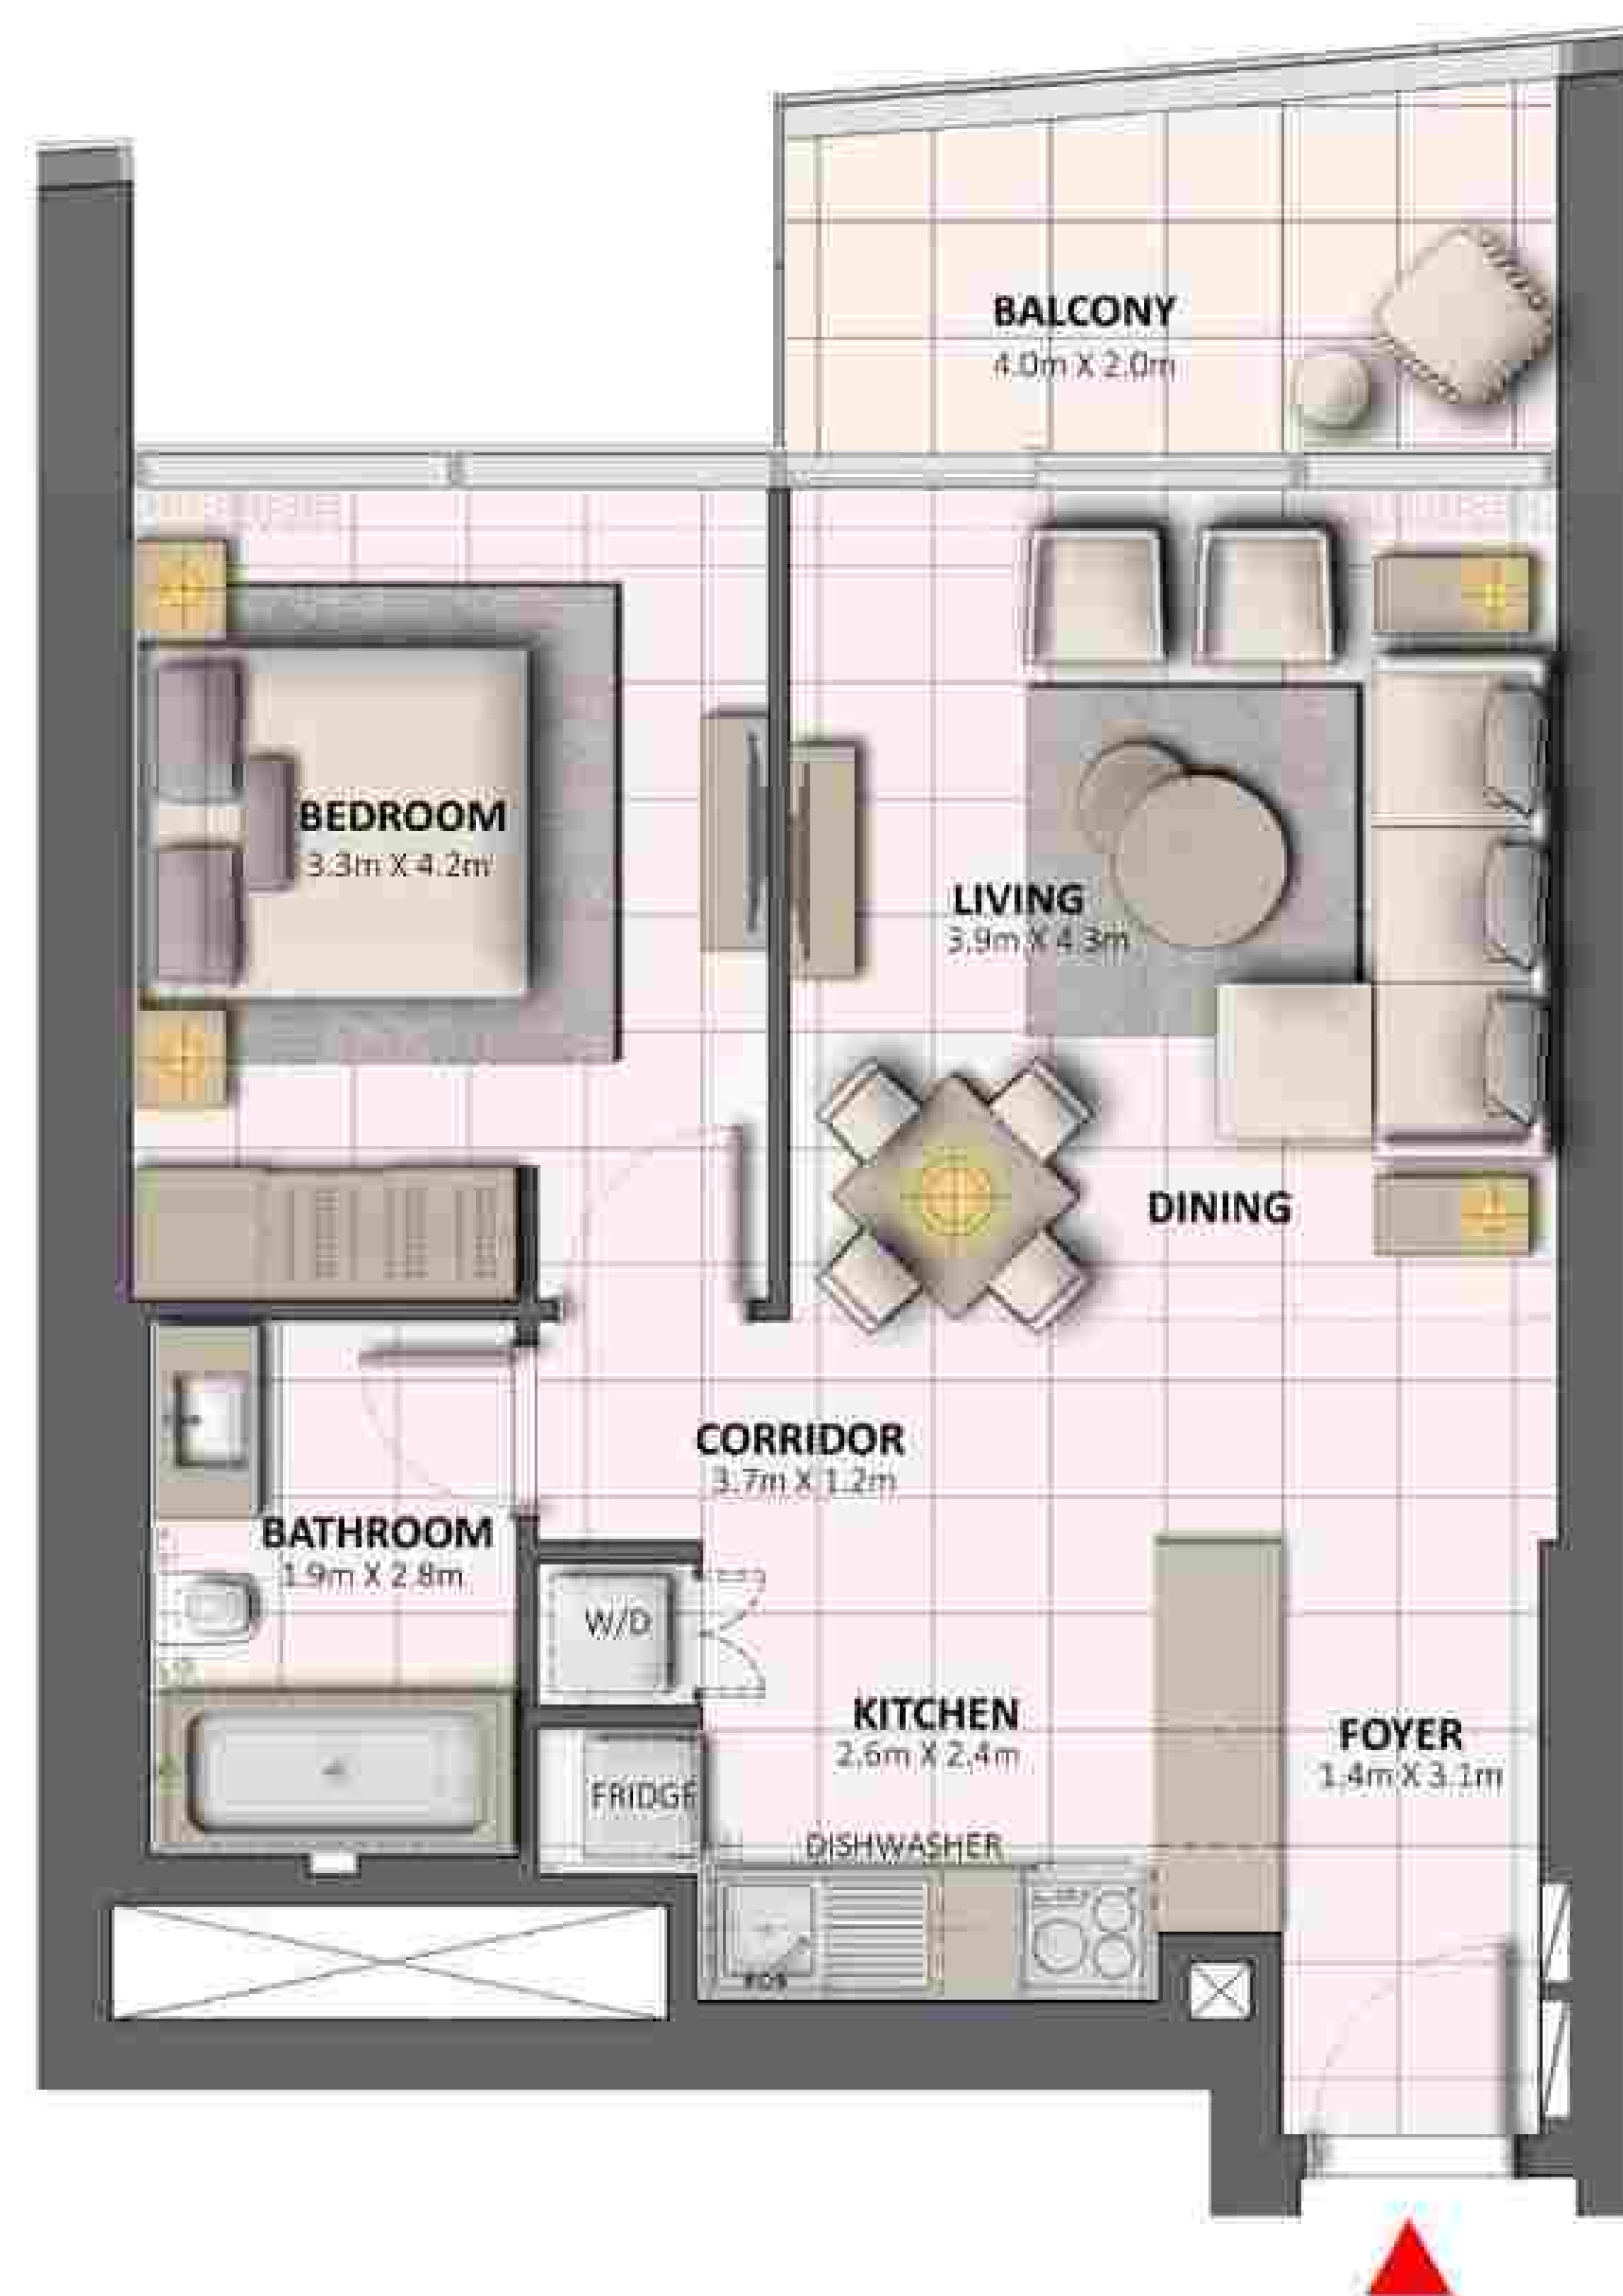 BALCONY
4.0m X 2.0m
BEDROOM
3.3m X 4.2m
LIVING
3.9m X 4.3m
DINING
CORRIDOR
3.7m X 1.2m
BATHROOM
1.9m X 2.8m
W/D
KITCHEN
2.6m X 2.4m
FOYER
1.4m X 3.1m
FRIDGE
DISHWASHER